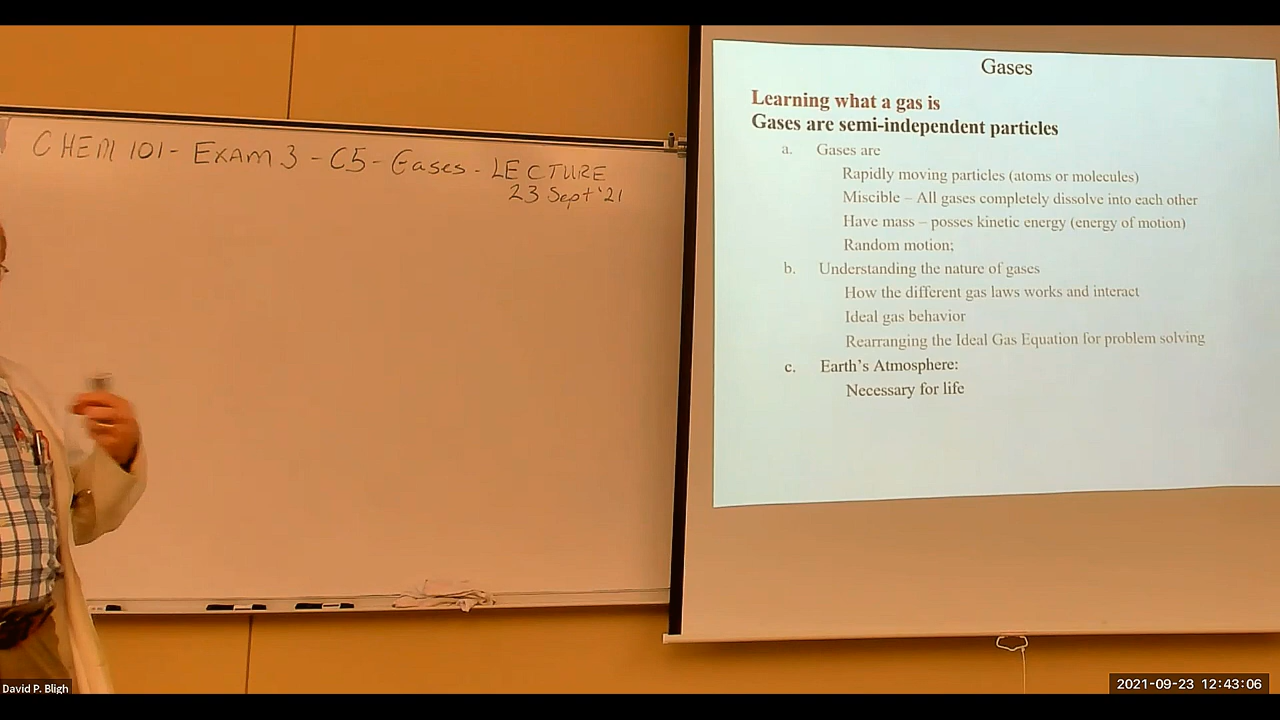 CHEM 101 - Exam 3 - C5 - Gases - LECTURE
23 Sept '21
Gases
Learning what a gas is
Gases are semi-independent particles
a. Gases are
Rapidly moving particles (atoms or molecules)
Miscible – All gases completely dissolve into each other
Have mass – posses kinetic energy (energy of motion)
Random motion;
b. Understanding the nature of gases
How the different gas laws works and interact
Ideal gas behavior
Rearranging the Ideal Gas Equation for problem solving
c. Earth's Atmosphere:
Necessary for life
David P. Bligh
2021-09-23 12:43:06